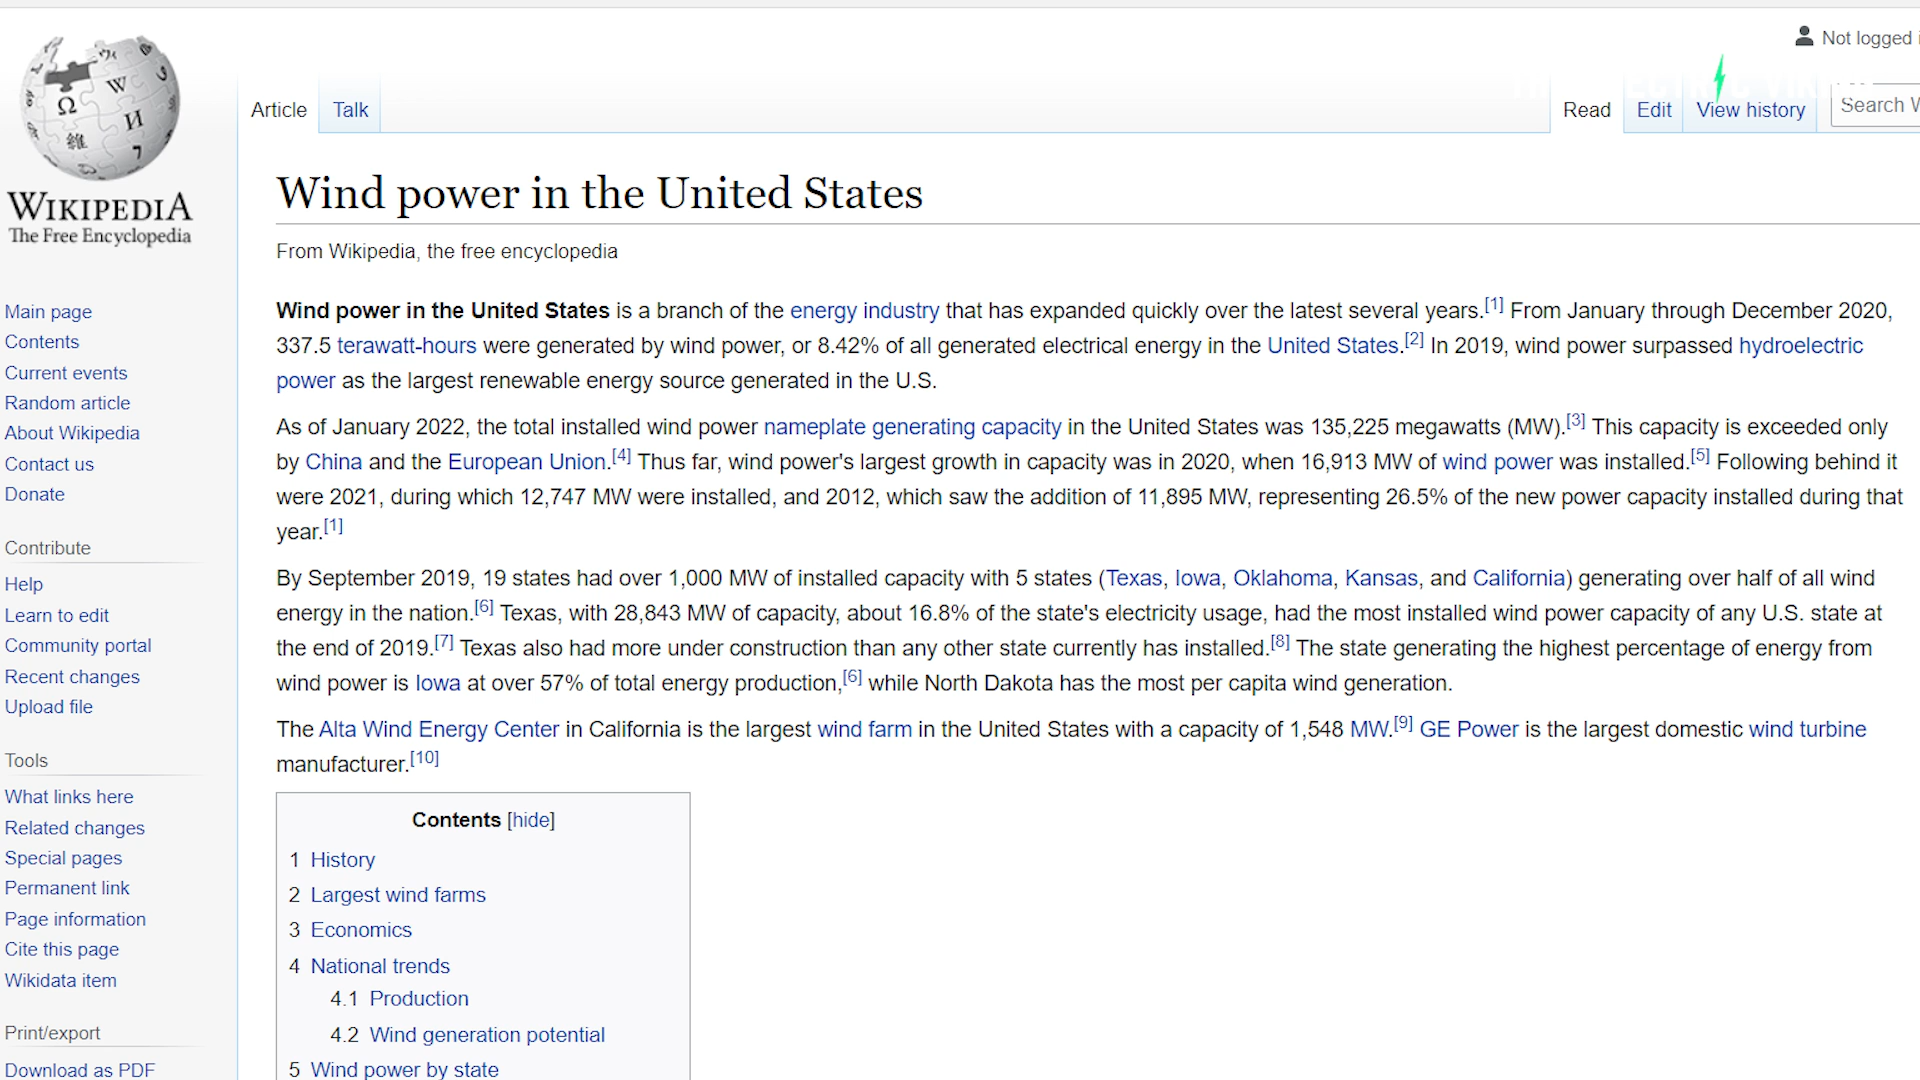 Not logged
Article Talk Read Edit View history Search
WIKIPEDIA
The Free Encyclopedia
Wind power in the United States
From Wikipedia, the free encyclopedia
Wind power in the United States is a branch of the energy industry that has expanded quickly over the latest several years.[1] From January through December 2020,
337.5 terawatt-hours were generated by wind power, or 8.42% of all generated electrical energy in the United States.[2] In 2019, wind power surpassed hydroelectric
power as the largest renewable energy source generated in the U.S.
As of January 2022, the total installed wind power nameplate generating capacity in the United States was 135,225 megawatts (MW).[3] This capacity is exceeded only
by China and the European Union.[4] Thus far, wind power's largest growth in capacity was in 2020, when 16,913 MW of wind power was installed.[5] Following behind it
were 2021, during which 12,747 MW were installed, and 2012, which saw the addition of 11,895 MW, representing 26.5% of the new power capacity installed during that
year.[1]
By September 2019, 19 states had over 1,000 MW of installed capacity with 5 states (Texas, Iowa, Oklahoma, Kansas, and California) generating over half of all wind
energy in the nation.[6] Texas, with 28,843 MW of capacity, about 16.8% of the state's electricity usage, had the most installed wind power capacity of any U.S. state at
the end of 2019.[7] Texas also had more under construction than any other state currently has installed.[8] The state generating the highest percentage of energy from
wind power is Iowa at over 57% of total energy production,[6] while North Dakota has the most per capita wind generation.
The Alta Wind Energy Center in California is the largest wind farm in the United States with a capacity of 1,548 MW.[9] GE Power is the largest domestic wind turbine
manufacturer.[10]
Contents [hide]
1 History
2 Largest wind farms
3 Economics
4 National trends
4.1 Production
4.2 Wind generation potential
5 Wind power by state
Main page
Contents
Current events
Random article
About Wikipedia
Contact us
Donate
Contribute
Help
Learn to edit
Community portal
Recent changes
Upload file
Tools
What links here
Related changes
Special pages
Permanent link
Page information
Cite this page
Wikidata item
Print/export
Download as PDF